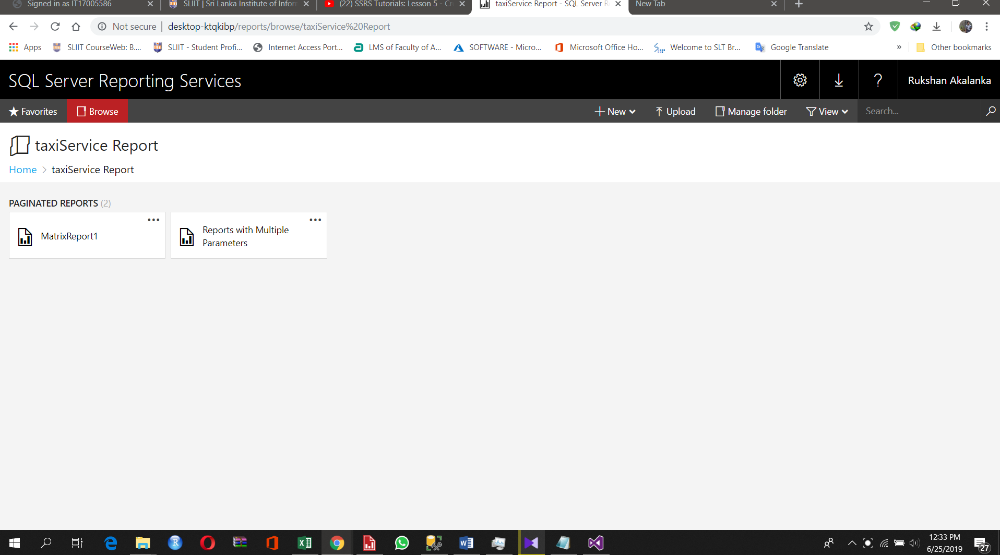 Signed in as IT17005586
SLIIT | Sri Lanka Institute of Inforn
(22) SSRS Tutorials: Lesson 5 - Cr
taxiService Report - SQL Server R
New Tab
Not secure | desktop-ktqkibp/reports/browse/taxiService%20Report
Apps
SLIIT CourseWeb: B....
SLIIT - Student Profi...
Internet Access Port...
LMS of Faculty of A...
SOFTWARE - Micro...
Microsoft Office Ho...
Welcome to SLT Br...
Google Translate
»
Other bookmarks
SQL Server Reporting Services
?
Rukshan Akalanka
Favorites
Browse
New
Upload
Manage folder
View
Search...
taxiService Report
Home > taxiService Report
PAGINATED REPORTS (2)
MatrixReport1
Reports with Multiple
Parameters
12:33 PM
6/25/2019
27